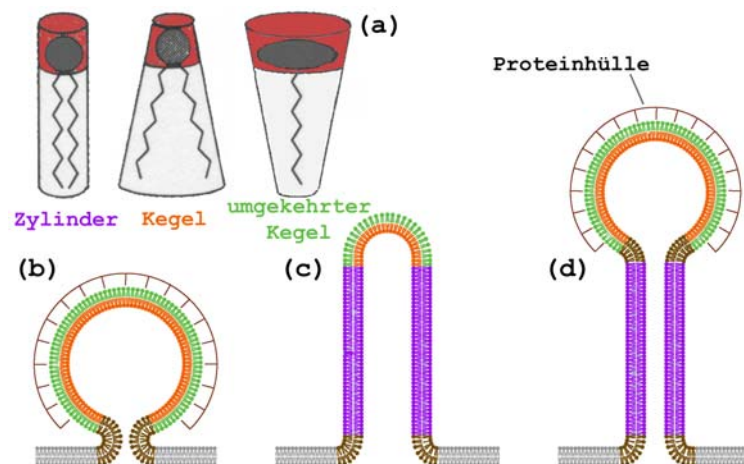 (a)
Proteinhülle
Zylinder
Kegel
umgekehrter
Kegel
(b)
(c)
(d)